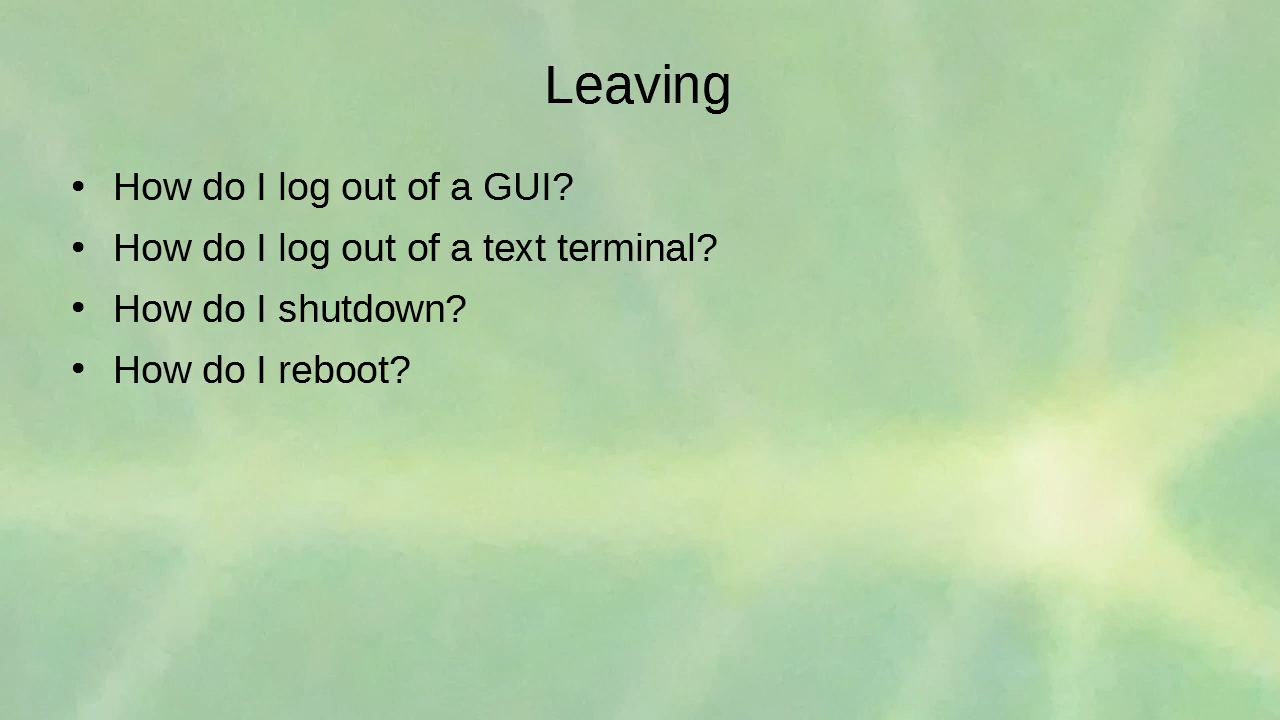 Leaving
• How do I log out of a GUI?
• How do I log out of a text terminal?
• How do I shutdown?
• How do I reboot?